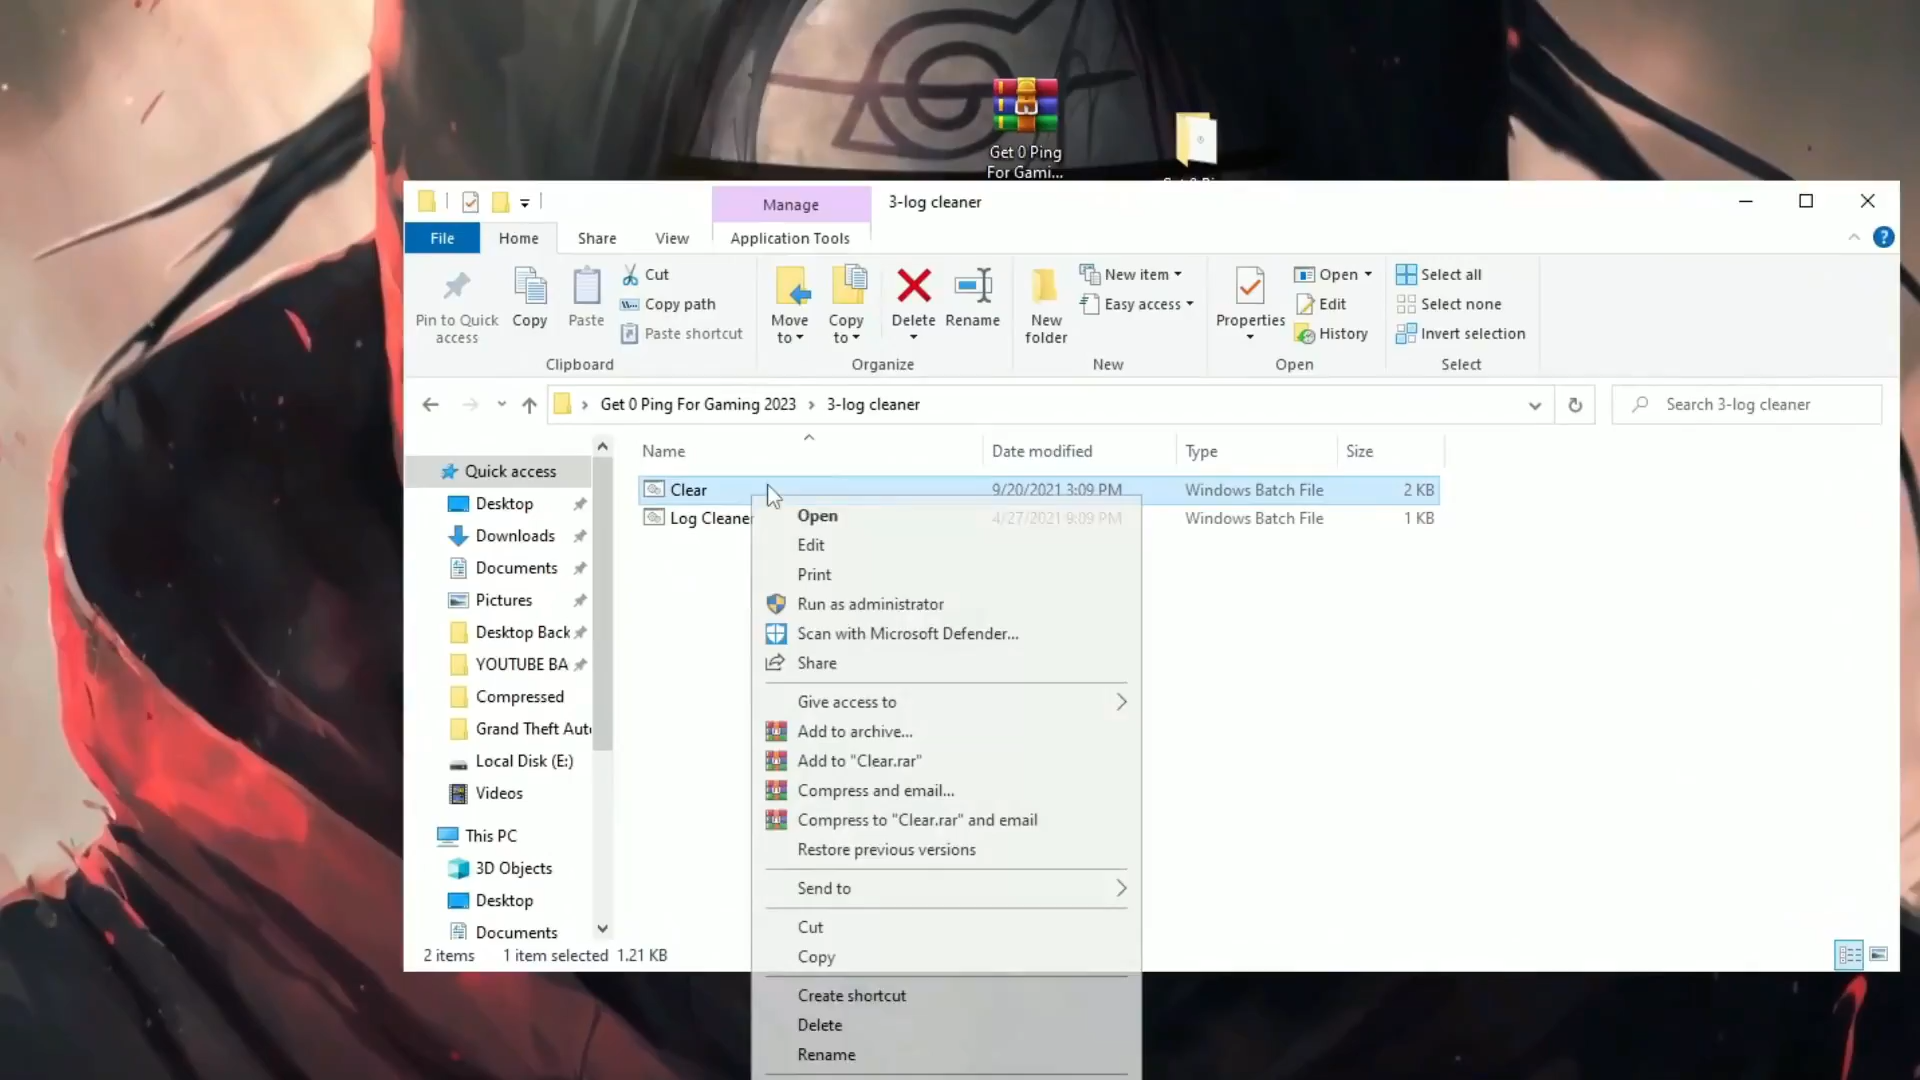 Get 0 Ping
For Gami...
Manage
3-log cleaner
File
Home
Share
View
Application Tools
Pin to Quick
access
Copy
Paste
Cut
Copy path
Paste shortcut
Clipboard
Move
to
Copy
to
Delete
Rename
Organize
New
folder
New item
Easy access
New
Properties
Open
Edit
History
Open
Select all
Select none
Invert selection
Select
Get 0 Ping For Gaming 2023 > 3-log cleaner
Search 3-log cleaner
Name
Date modified
Type
Size
Clear
9/20/2021 3:09 PM
Windows Batch File
2 KB
Log Cleaner
4/27/2021 9:09 PM
Windows Batch File
1 KB
Quick access
Desktop
Downloads
Documents
Pictures
Desktop Back
YOUTUBE BA
Compressed
Grand Theft Aut
Local Disk (E:)
Videos
This PC
3D Objects
Desktop
Documents
Open
Edit
Print
Run as administrator
Scan with Microsoft Defender...
Share
Give access to
Add to archive...
Add to "Clear.rar"
Compress and email...
Compress to "Clear.rar" and email
Restore previous versions
Send to
Cut
Copy
Create shortcut
Delete
Rename
2 items
1 item selected 1.21 KB